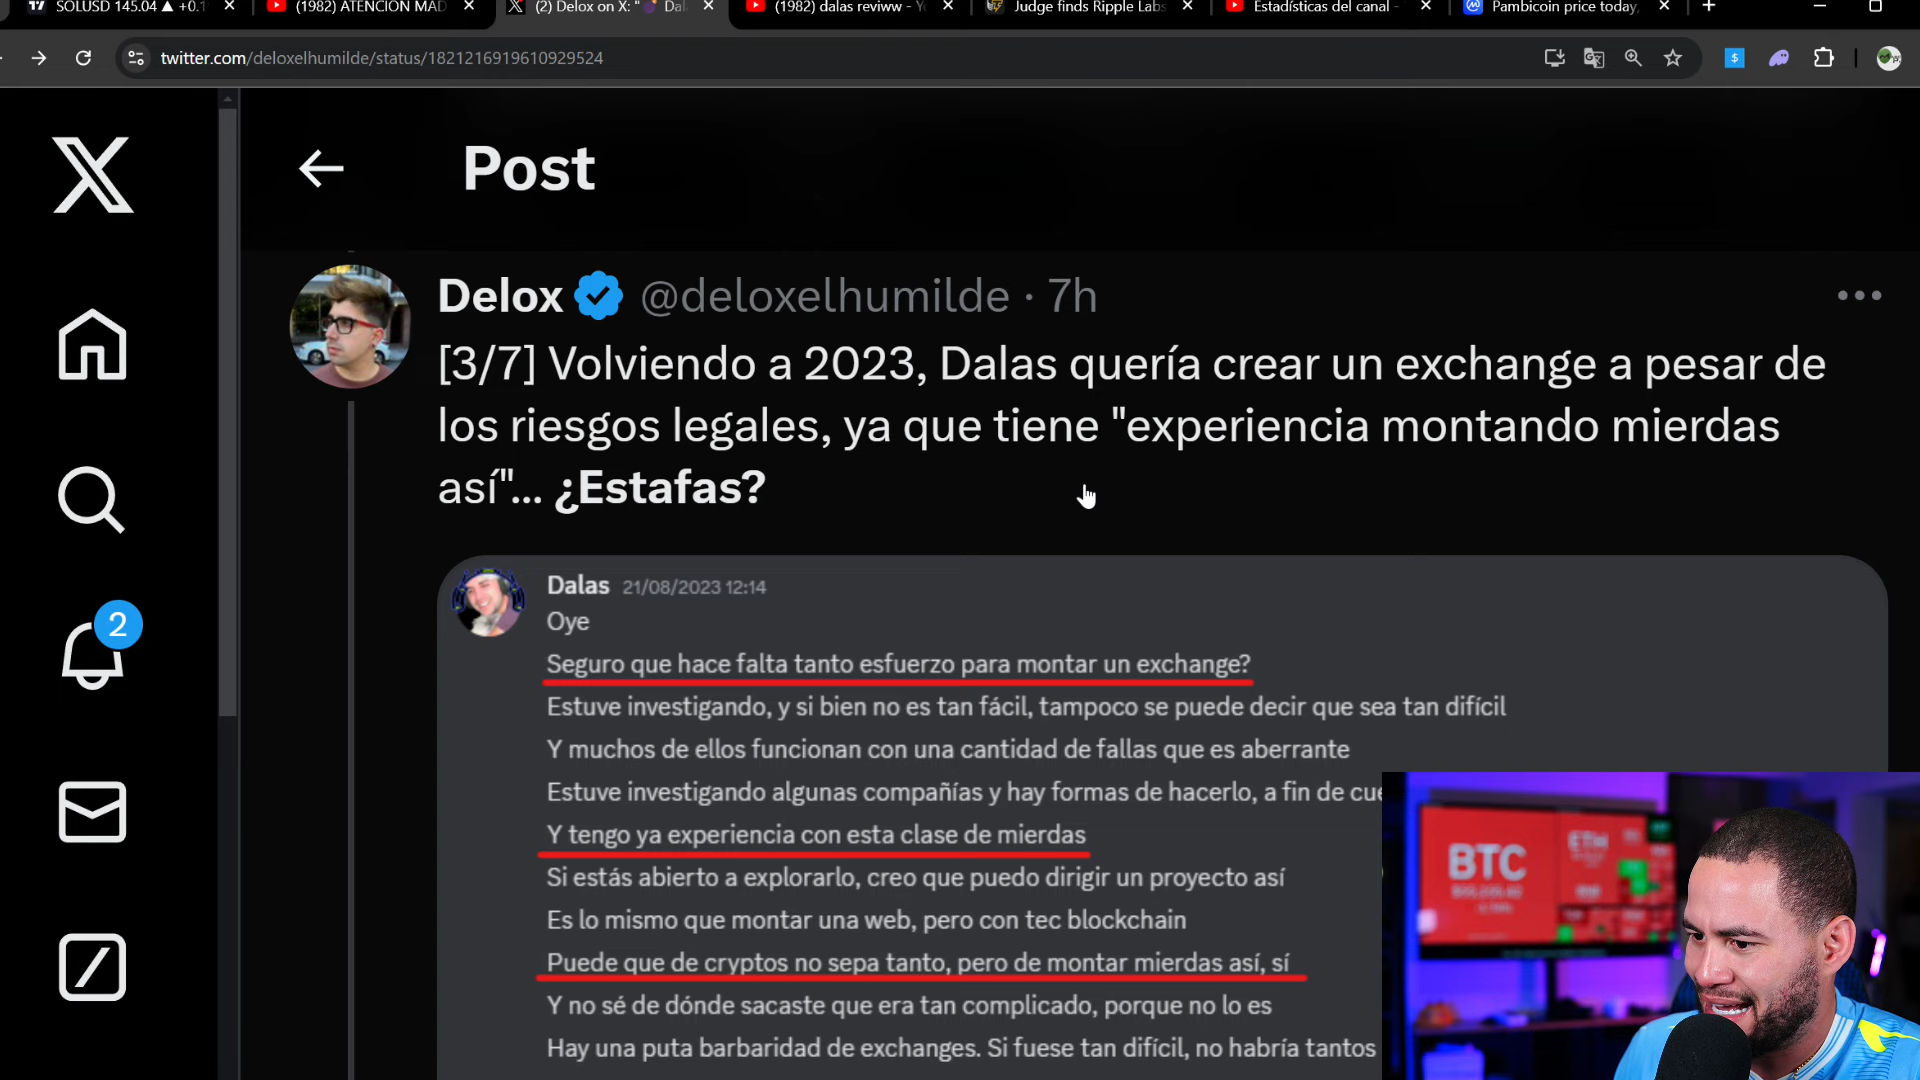 SOLUSD 145.04 ▲ +0.1
(1982) ATENCION MAD
(2) Delox on X: "
(1982) dalas reviww - Y
Judge finds Ripple Labs
Estadísticas del canal -
Pambicoin price today,
twitter.com/deloxelhumilde/status/1821216919610929524
Post
Delox @deloxelhumilde · 7h
[3/7] Volviendo a 2023, Dalas quería crear un exchange a pesar de
los riesgos legales, ya que tiene "experiencia montando mierdas
así"... ¿Estafas?
2
Dalas 21/08/2023 12:14
Oye
Seguro que hace falta tanto esfuerzo para montar un exchange?
Estuve investigando, y si bien no es tan fácil, tampoco se puede decir que sea tan difícil
Y muchos de ellos funcionan con una cantidad de fallas que es aberrante
Estuve investigando algunas compañías y hay formas de hacerlo, a fin de cue
Y tengo ya experiencia con esta clase de mierdas
Si estás abierto a explorarlo, creo que puedo dirigir un proyecto así
Es lo mismo que montar una web, pero con tec blockchain
Puede que de cryptos no sepa tanto, pero de montar mierdas así, sí
Y no sé de dónde sacaste que era tan complicado, porque no lo es
Hay una puta barbaridad de exchanges. Si fuese tan difícil, no habría tantos
BTC
ETH